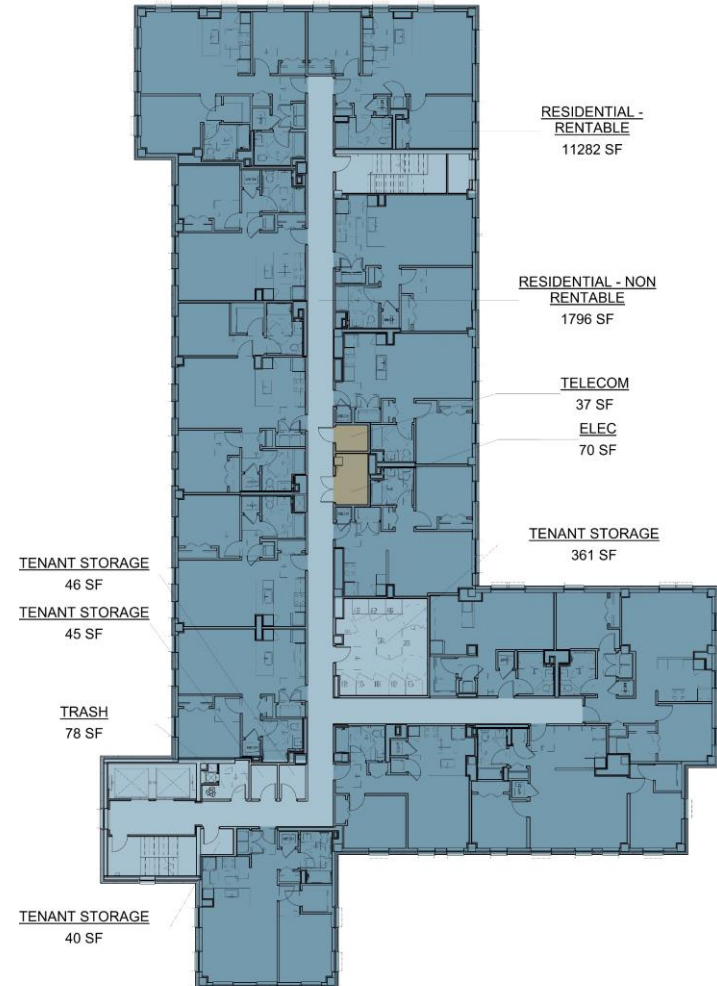 RESIDENTIAL -
RENTABLE
11282 SF
RESIDENTIAL - NON
RENTABLE
1796 SF
TELECOM
37 SF
ELEC
70 SF
TENANT STORAGE
361 SF
TENANT STORAGE
46 SF
TENANT STORAGE
45 SF
TRASH
78 SF
TENANT STORAGE
40 SF